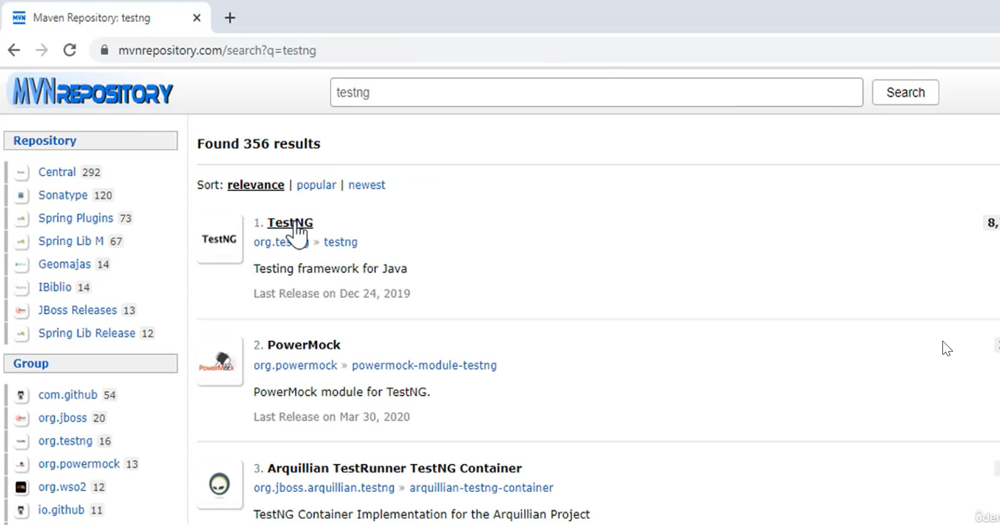 MVN Maven Repository: testng
mvnrepository.com/search?q=testng
MVNREPOSITORY
testng
Search
Repository
Central 292
Sonatype 120
Spring Plugins 73
Spring Lib M 67
Geomajas 14
IBiblio 14
JBoss Releases 13
Spring Lib Release 12
Group
com.github 54
org.jboss 20
org.testng 16
org.powermock 13
org.wso2 12
io.github 11
Found 356 results
Sort: relevance | popular | newest
TestNG
1. TestNG
8,
» testng
Testing framework for Java
Last Release on Dec 24, 2019
PowerMock
2. PowerMock
org.powermock » powermock-module-testng
PowerMock module for TestNG.
Last Release on Mar 30, 2020
3. Arquillian TestRunner TestNG Container
org.jboss.arquillian.testng » arquillian-testng-container
TestNG Container Implementation for the Arquillian Project